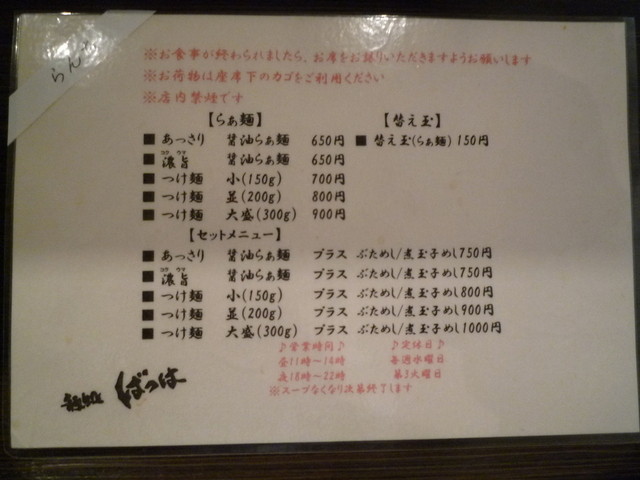 らん
※お食事が終わられましたら、お席をお譲りいただきますようお願いします
※お荷物は座席下のカゴをご利用ください
※店内禁煙です
【らぁ麺】 【替え玉】
■ あっさり 醤油らぁ麺 650円 ■ 替え玉(らぁ麺) 150円
コク ウマ
■ 濃旨 醤油らぁ麺 650円
■ つけ麺 小(150g) 700円
■ つけ麺 並(200g) 800円
■ つけ麺 大盛(300g) 900円
【セットメニュー】
■ あっさり 醤油らぁ麺 プラス ぶためし/煮玉子めし750円
コク ウマ
■ 濃旨 醤油らぁ麺 プラス ぶためし/煮玉子めし750円
■ つけ麺 小(150g) プラス ぶためし/煮玉子めし800円
■ つけ麺 並(200g) プラス ぶためし/煮玉子めし900円
■ つけ麺 大盛(300g) プラス ぶためし/煮玉子めし1000円
♪営業時間♪ ♪定休日♪
昼11時～14時 毎週水曜日
夜18時～22時 第3火曜日
※スープなくなり次第終了します
ばっは